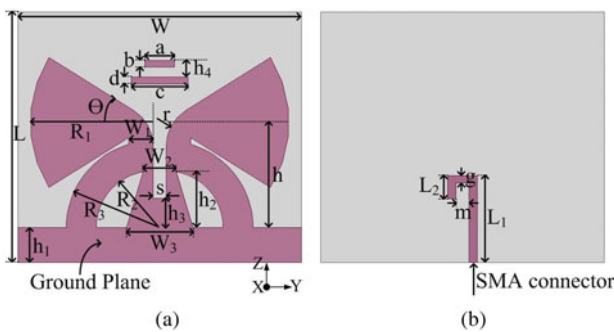 W
a
b
d
c
h4
Θ
r
R1
W1
L
W2
h
s
R2
h2
R3
h3
h1
W3
Ground Plane
Z
X
Y
(a)
g
L2
m
L1
SMA connector
(b)